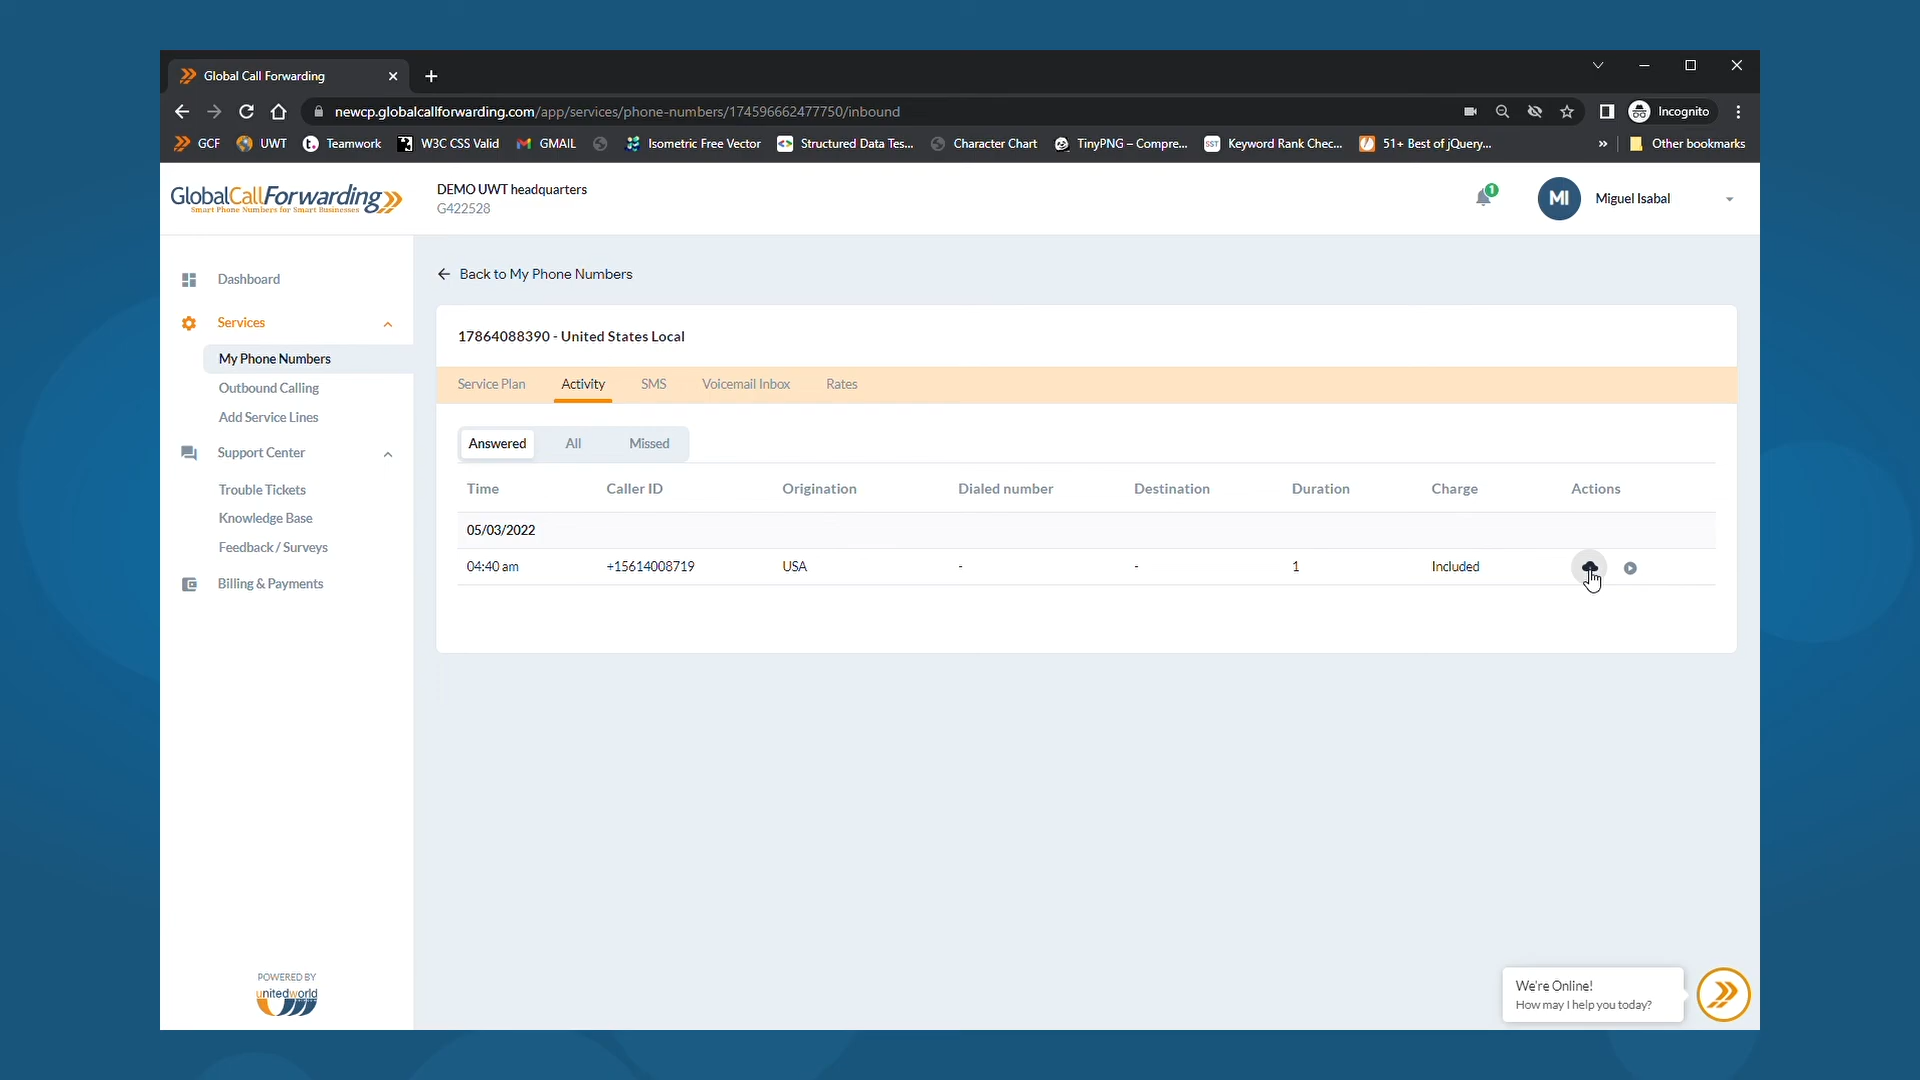 Global Call Forwarding
newcp.globalcallforwarding.com/app/services/phone-numbers/174596662477750/inbound
Incognito
GCF UWT Teamwork W3C CSS Valid GMAIL Isometric Free Vector Structured Data Tes... Character Chart TinyPNG – Compre... SST Keyword Rank Chec... 51+ Best of jQuery... » Other bookmarks
GlobalCallForwarding
Smart Phone Numbers for Smart Businesses
DEMO UWT headquarters
G422528
1
MI Miguel Isabal
Dashboard
Services
My Phone Numbers
Outbound Calling
Add Service Lines
Support Center
Trouble Tickets
Knowledge Base
Feedback / Surveys
Billing & Payments
POWERED BY
unitedworld
Back to My Phone Numbers
17864088390 - United States Local
Service Plan Activity SMS Voicemail Inbox Rates
Answered All Missed
Time Caller ID Origination Dialed number Destination Duration Charge Actions
05/03/2022
04:40 am +15614008719 USA - - 1 Included
We're Online!
How may I help you today?